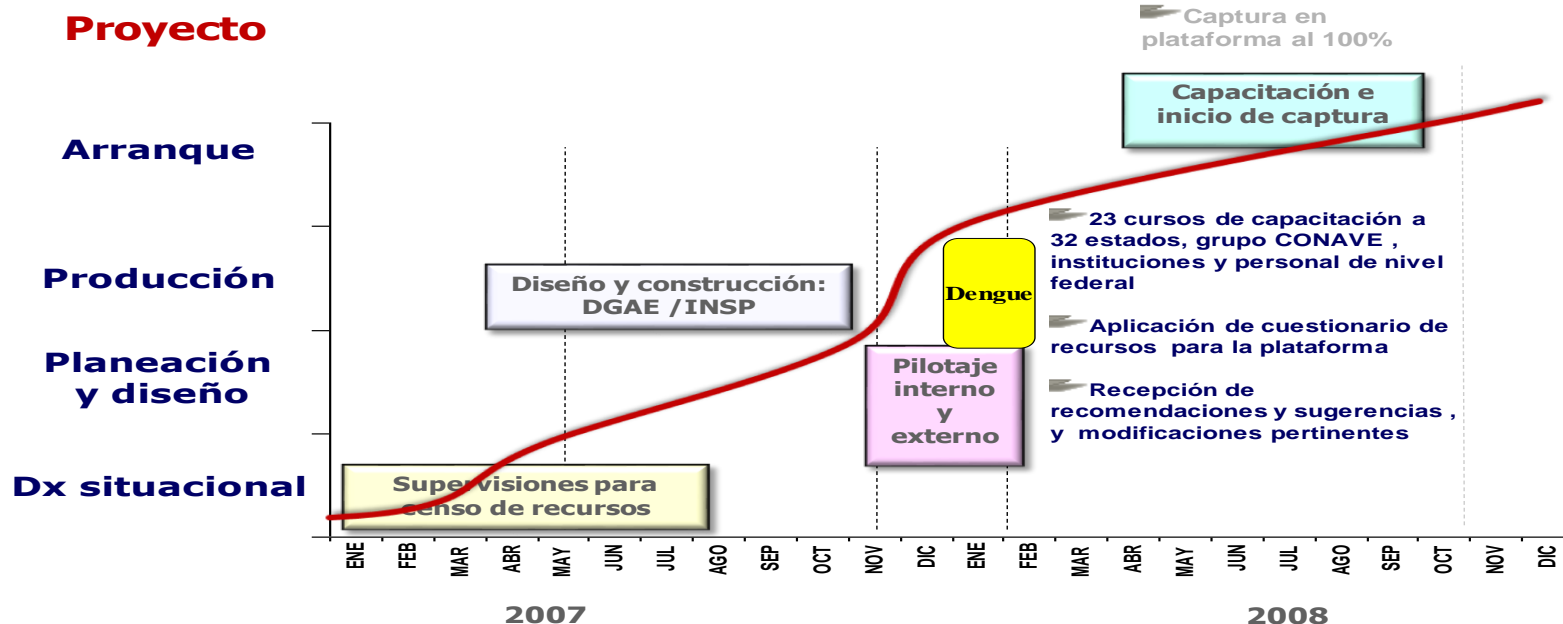 Proyecto
Captura en
plataforma al 100%
Capacitación e
inicio de captura
Arranque
23 cursos de capacitación a
32 estados, grupo CONAVE ,
instituciones y personal de nivel
federal
Producción
Diseño y construcción:
DGAE /INSP
Dengue
Aplicación de cuestionario de
recursos para la plataforma
Planeación
y diseño
Pilotaje
interno
y
externo
Recepción de
recomendaciones y sugerencias ,
y modificaciones pertinentes
Dx situacional
Supervisiones para
censo de recursos
ENE FEB MAR ABR MAY JUN JUL AGO SEP OCT NOV DIC ENE FEB MAR ABR MAY JUN JUL AGO SEP OCT NOV DIC
2007 2008